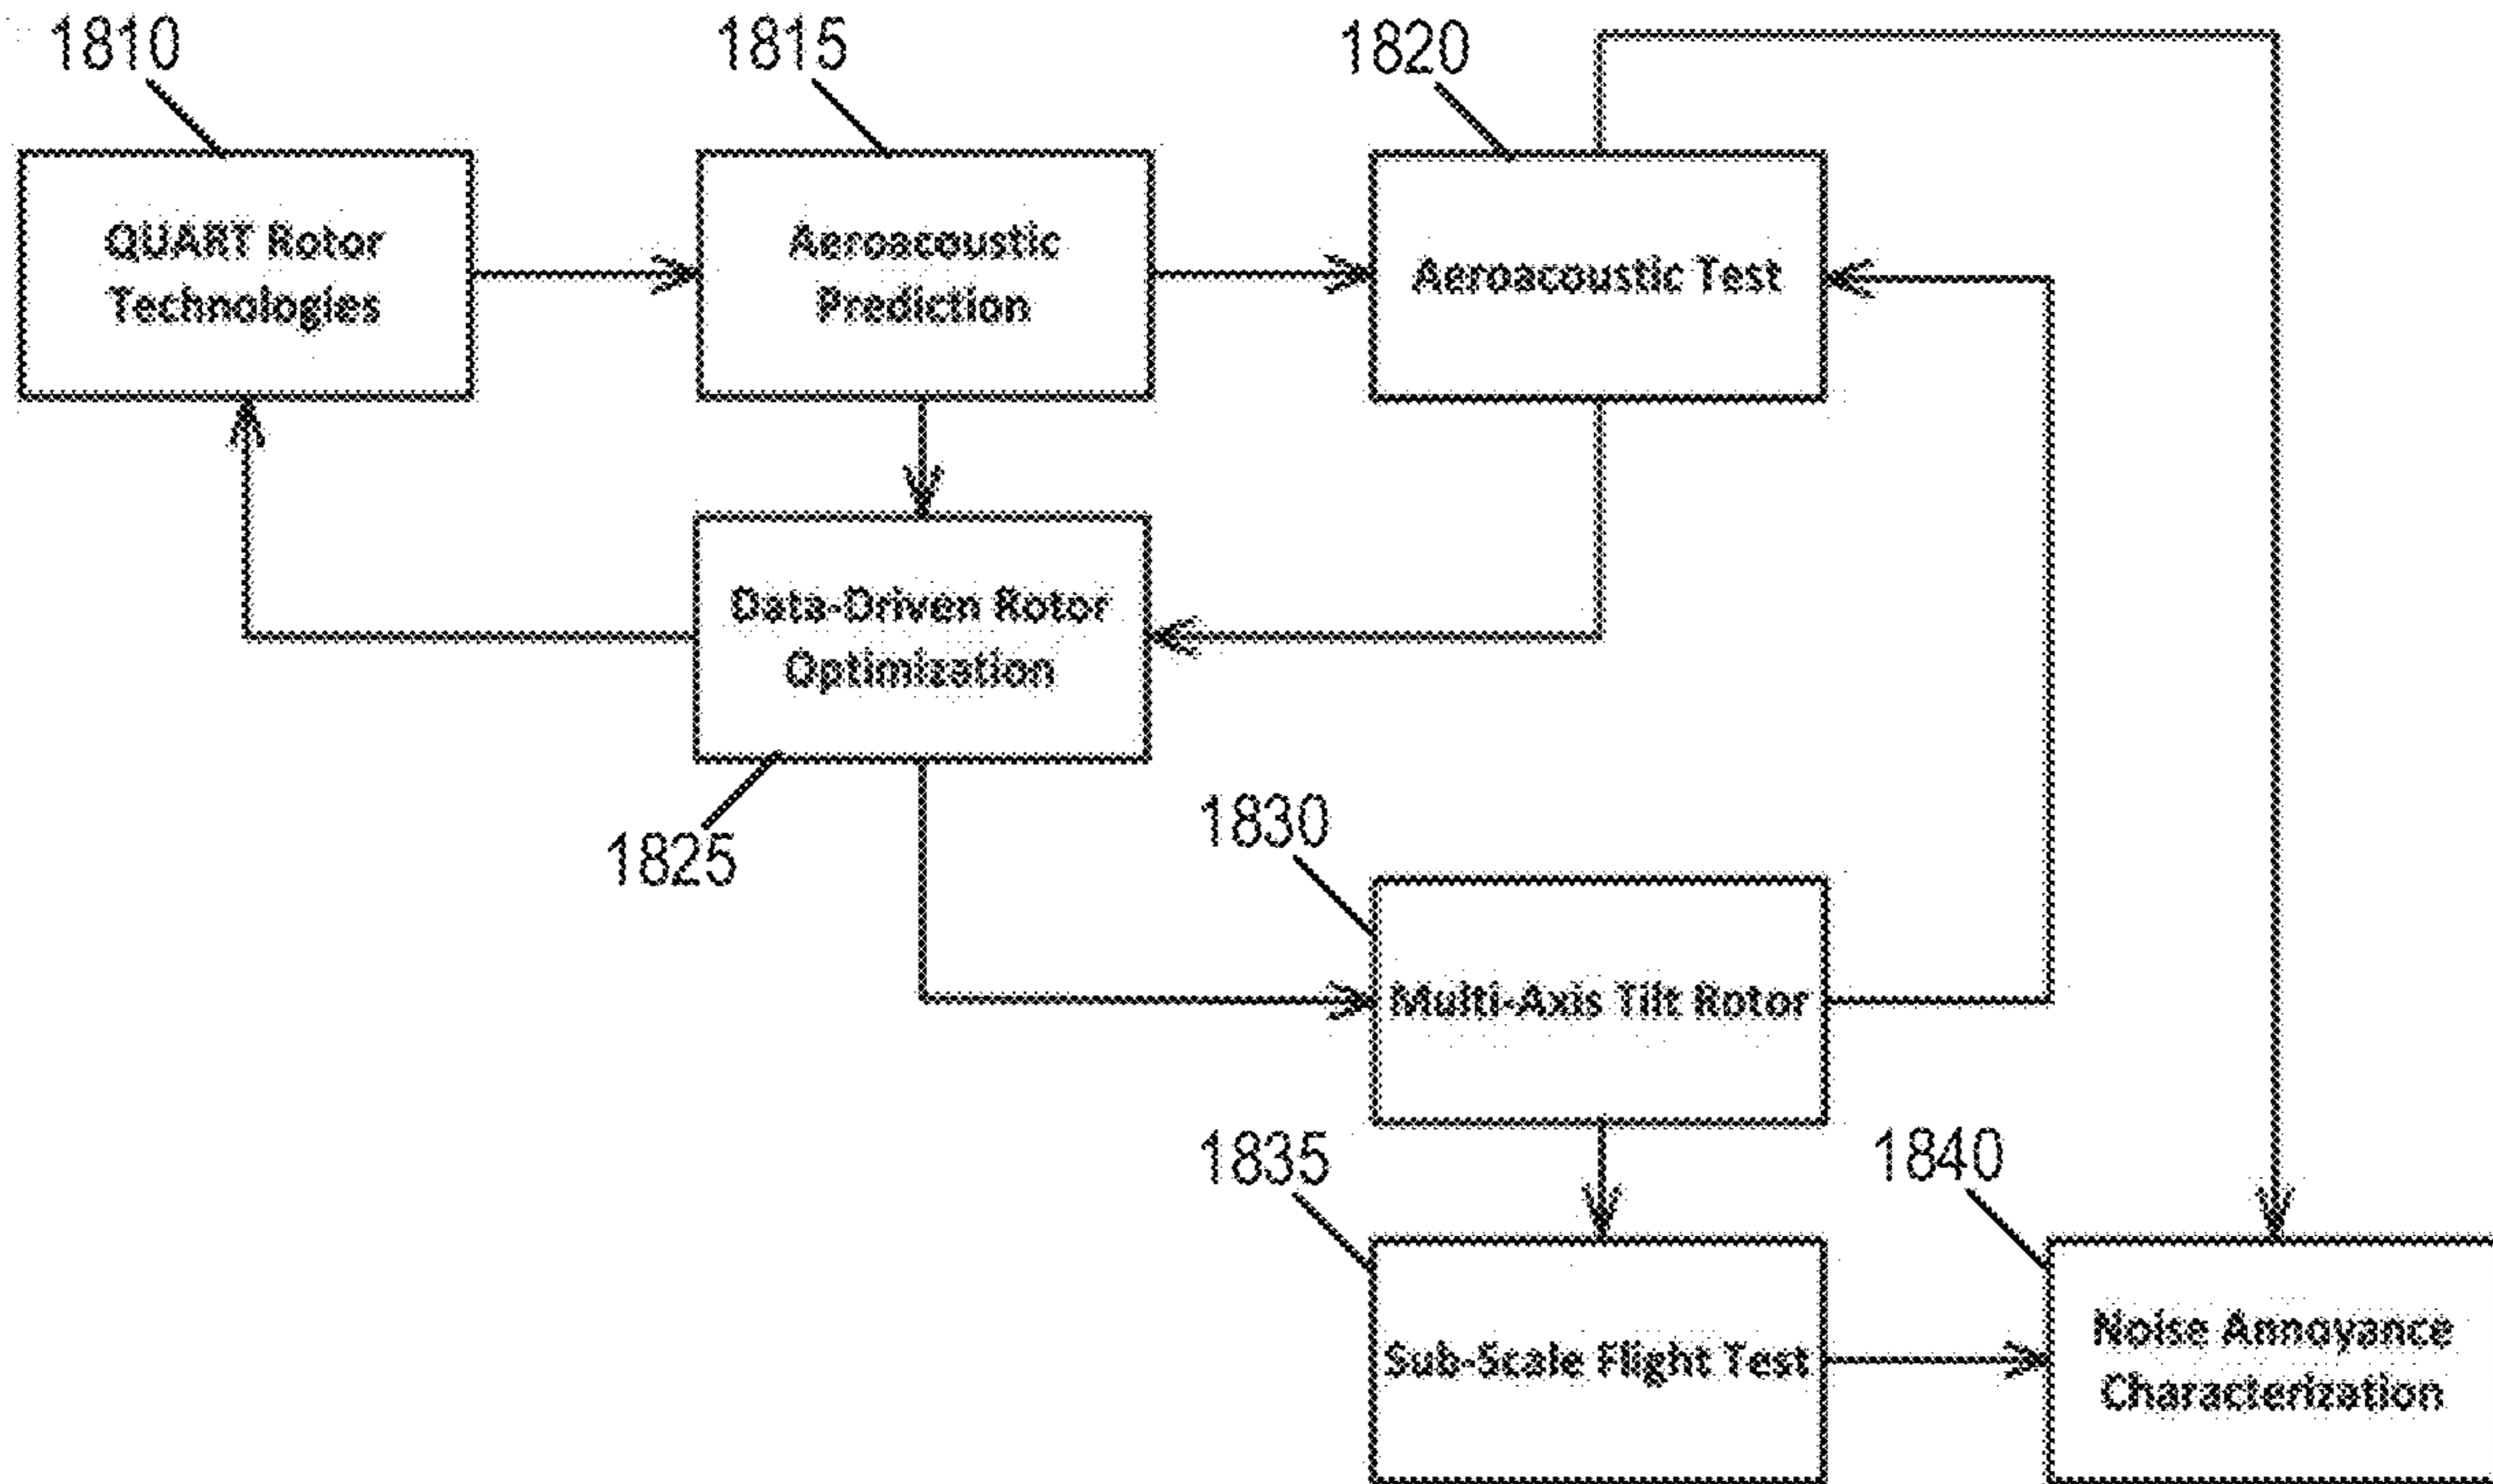 1810
1815
1820
QUART Rotor
Technologies
Aeroacoustic
Prediction
Aeroacoustic Test
Data-Driven Rotor
Optimization
1825
1830
Multi-Axis Tilt Rotor
1835
1840
Sub-Scale Flight Test
Noise Annoyance
Characterization